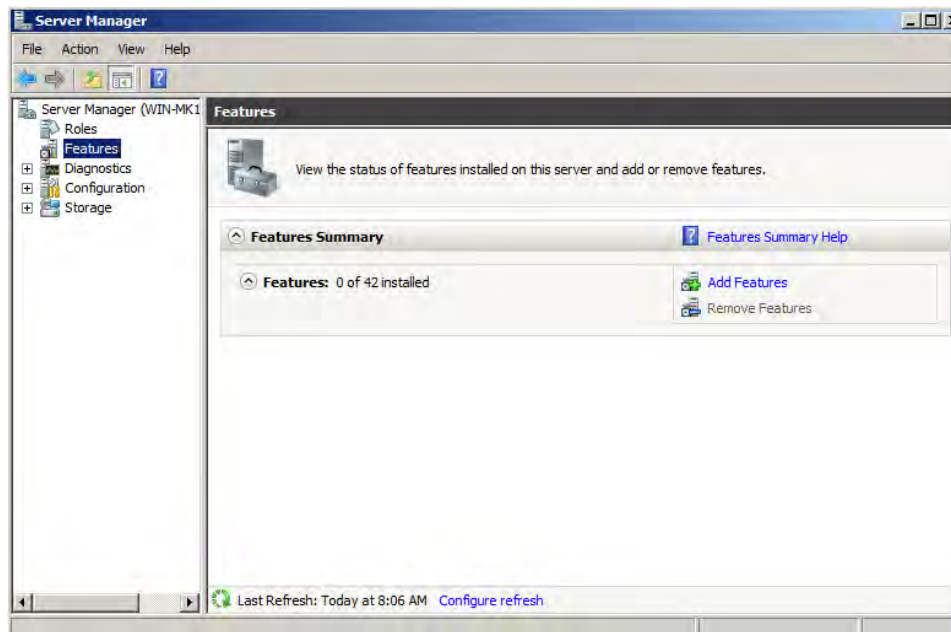 Server Manager
File Action View Help
Server Manager (WIN-MK1
Roles
Features
Diagnostics
Configuration
Storage
Features
View the status of features installed on this server and add or remove features.
Features Summary
Features Summary Help
Features: 0 of 42 installed
Add Features
Remove Features
Last Refresh: Today at 8:06 AM Configure refresh